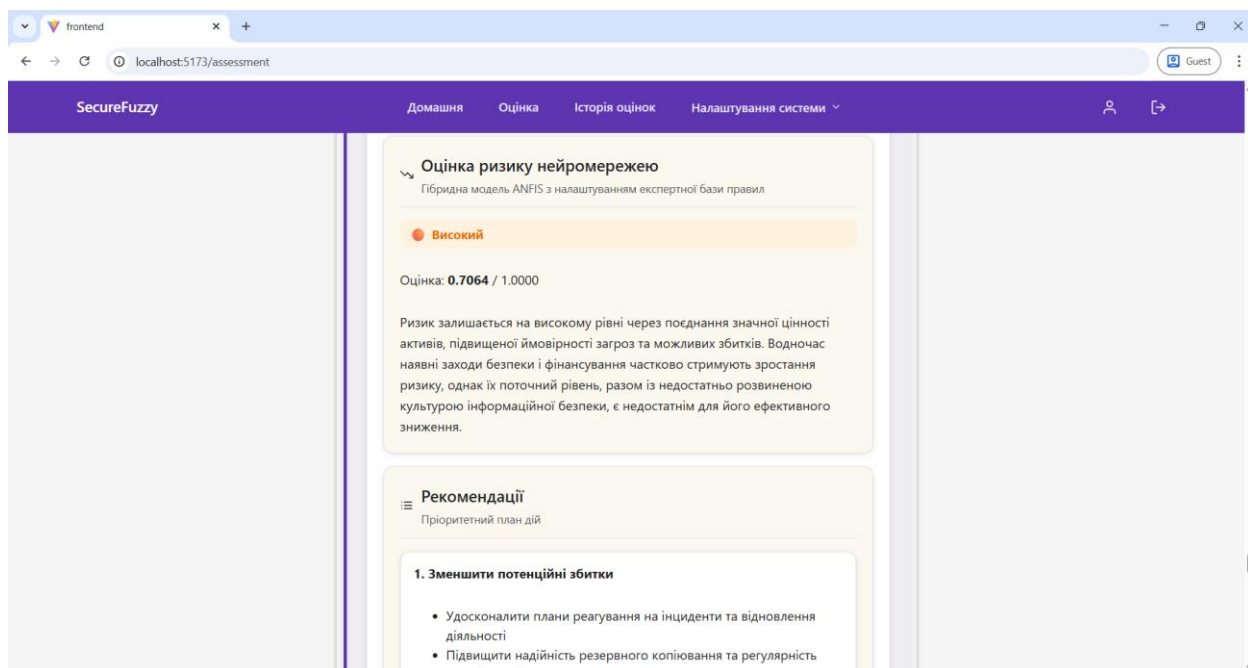 frontend
localhost:5173/assessment
Guest
SecureFuzzy
Домашня
Оцінка
Історія оцінок
Налаштування системи
Оцінка ризику нейромережею
Гібридна модель ANFIS з налаштуванням експертної бази правил
Високий
Оцінка: 0.7064 / 1.0000
Ризик залишається на високому рівні через поєднання значної цінності
активів, підвищеної ймовірності загроз та можливих збитків. Водночас
наявні заходи безпеки і фінансування частково стримують зростання
ризику, однак їх поточний рівень, разом із недостатньо розвиненою
культурою інформаційної безпеки, є недостатнім для його ефективного
зниження.
Рекомендації
Пріоритетний план дій
1. Зменшити потенційні збитки
• Удосконалити плани реагування на інциденти та відновлення
діяльності
• Підвищити надійність резервного копіювання та регулярність